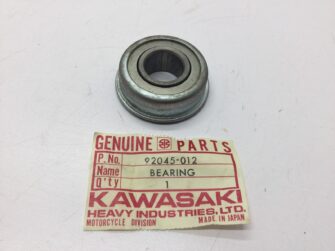 GENUINE PARTS
P. No. 92045-012
Name BEARING
Q'ty 1
KAWASAKI
HEAVY INDUSTRIES, LTD.
MOTORCYCLE DIVISION MADE IN JAPAN